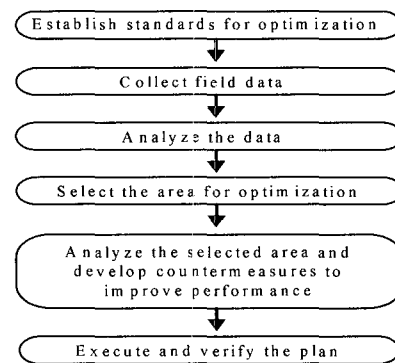 Establish standards for optimization
Collect field data
Analyze the data
Select the area for optimization
Analyze the selected area and
develop countermeasures to
improve performance
Execute and verify the plan